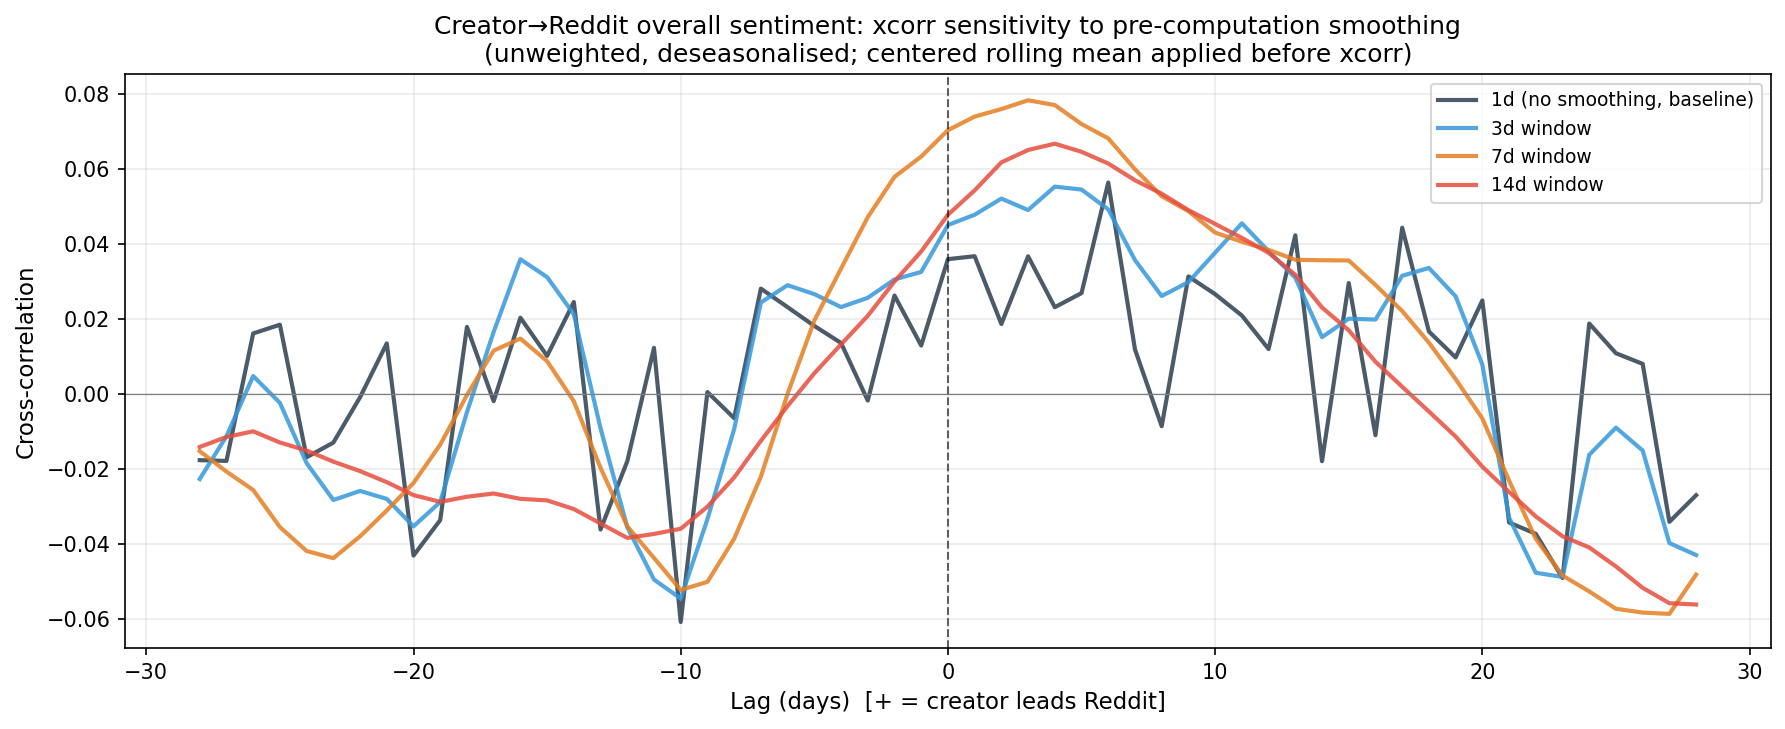 Creator→Reddit overall sentiment: xcorr sensitivity to pre-computation smoothing
(unweighted, deseasonalised; centered rolling mean applied before xcorr)
1d (no smoothing, baseline)
3d window
7d window
14d window
Cross-correlation
0.08
0.06
0.04
0.02
0.00
−0.02
−0.04
−0.06
−30
−20
−10
0
10
20
30
Lag (days)  [+ = creator leads Reddit]